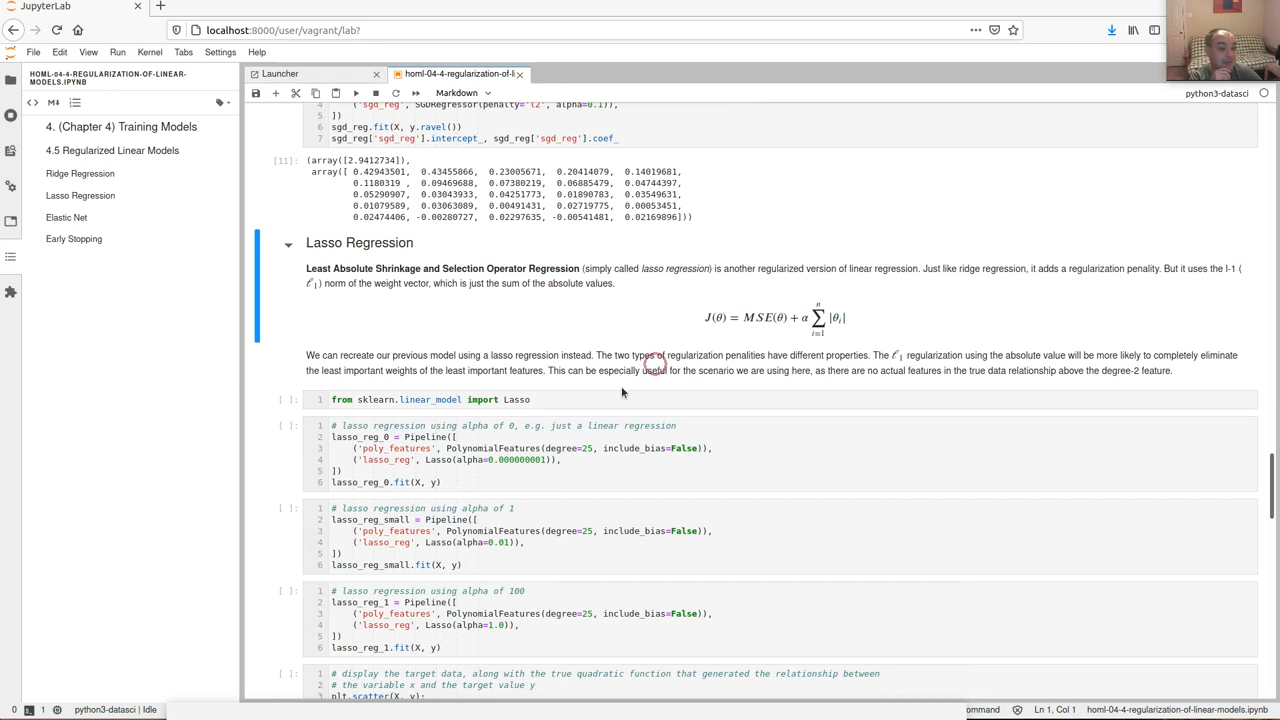 JupyterLab
localhost:8000/user/vagrant/lab?
File Edit View Run Kernel Tabs Settings Help
HOML-04-4-REGULARIZATION-OF-LINEAR-
MODELS.IPYNB
4. (Chapter 4) Training Models
4.5 Regularized Linear Models
Ridge Regression
Lasso Regression
Elastic Net
Early Stopping
Launcher
homl-04-4-regularization-of-li
Markdown
python3-datasci
4 ('sgd_reg', SGDRegressor(penalty='l2', alpha=0.1)),
5 ])
6 sgd_reg.fit(X, y.ravel())
7 sgd_reg['sgd_reg'].intercept_, sgd_reg['sgd_reg'].coef_
[11]: (array([2.9412734]),
array([ 0.42943501, 0.43455866, 0.23005671, 0.20414079, 0.14019681,
0.1180319 , 0.09469688, 0.07380219, 0.06885479, 0.04744397,
0.05290907, 0.03043933, 0.04251773, 0.01890783, 0.03549631,
0.01079589, 0.03063089, 0.00491431, 0.02719775, 0.00053451,
0.02474406, -0.00280727, 0.02297635, -0.00541481, 0.02169896]))
Lasso Regression
Least Absolute Shrinkage and Selection Operator Regression (simply called lasso regression) is another regularized version of linear regression. Just like ridge regression, it adds a regularization penality. But it uses the l-1 (
ℓ1) norm of the weight vector, which is just the sum of the absolute values.
J(θ) = MSE(θ) + α ∑_{i=1}^{n} |θ_i|
We can recreate our previous model using a lasso regression instead. The two types of regularization penalities have different properties. The ℓ1 regularization using the absolute value will be more likely to completely eliminate
the least important weights of the least important features. This can be especially useful for the scenario we are using here, as there are no actual features in the true data relationship above the degree-2 feature.
[ ]: 1 from sklearn.linear_model import Lasso
[ ]: 1 # lasso regression using alpha of 0, e.g. just a linear regression
2 lasso_reg_0 = Pipeline([
3 ('poly_features', PolynomialFeatures(degree=25, include_bias=False)),
4 ('lasso_reg', Lasso(alpha=0.000000001)),
5 ])
6 lasso_reg_0.fit(X, y)
[ ]: 1 # lasso regression using alpha of 1
2 lasso_reg_small = Pipeline([
3 ('poly_features', PolynomialFeatures(degree=25, include_bias=False)),
4 ('lasso_reg', Lasso(alpha=0.01)),
5 ])
6 lasso_reg_small.fit(X, y)
[ ]: 1 # lasso regression using alpha of 100
2 lasso_reg_1 = Pipeline([
3 ('poly_features', PolynomialFeatures(degree=25, include_bias=False)),
4 ('lasso_reg', Lasso(alpha=1.0)),
5 ])
6 lasso_reg_1.fit(X, y)
[ ]: 1 # display the target data, along with the true quadratic function that generated the relationship between
2 # the variable x and the target value y
3 plt.scatter(X, y);
0 1 python3-datasci | Idle
Ln 1, Col 1 homl-04-4-regularization-of-linear-models.ipynb